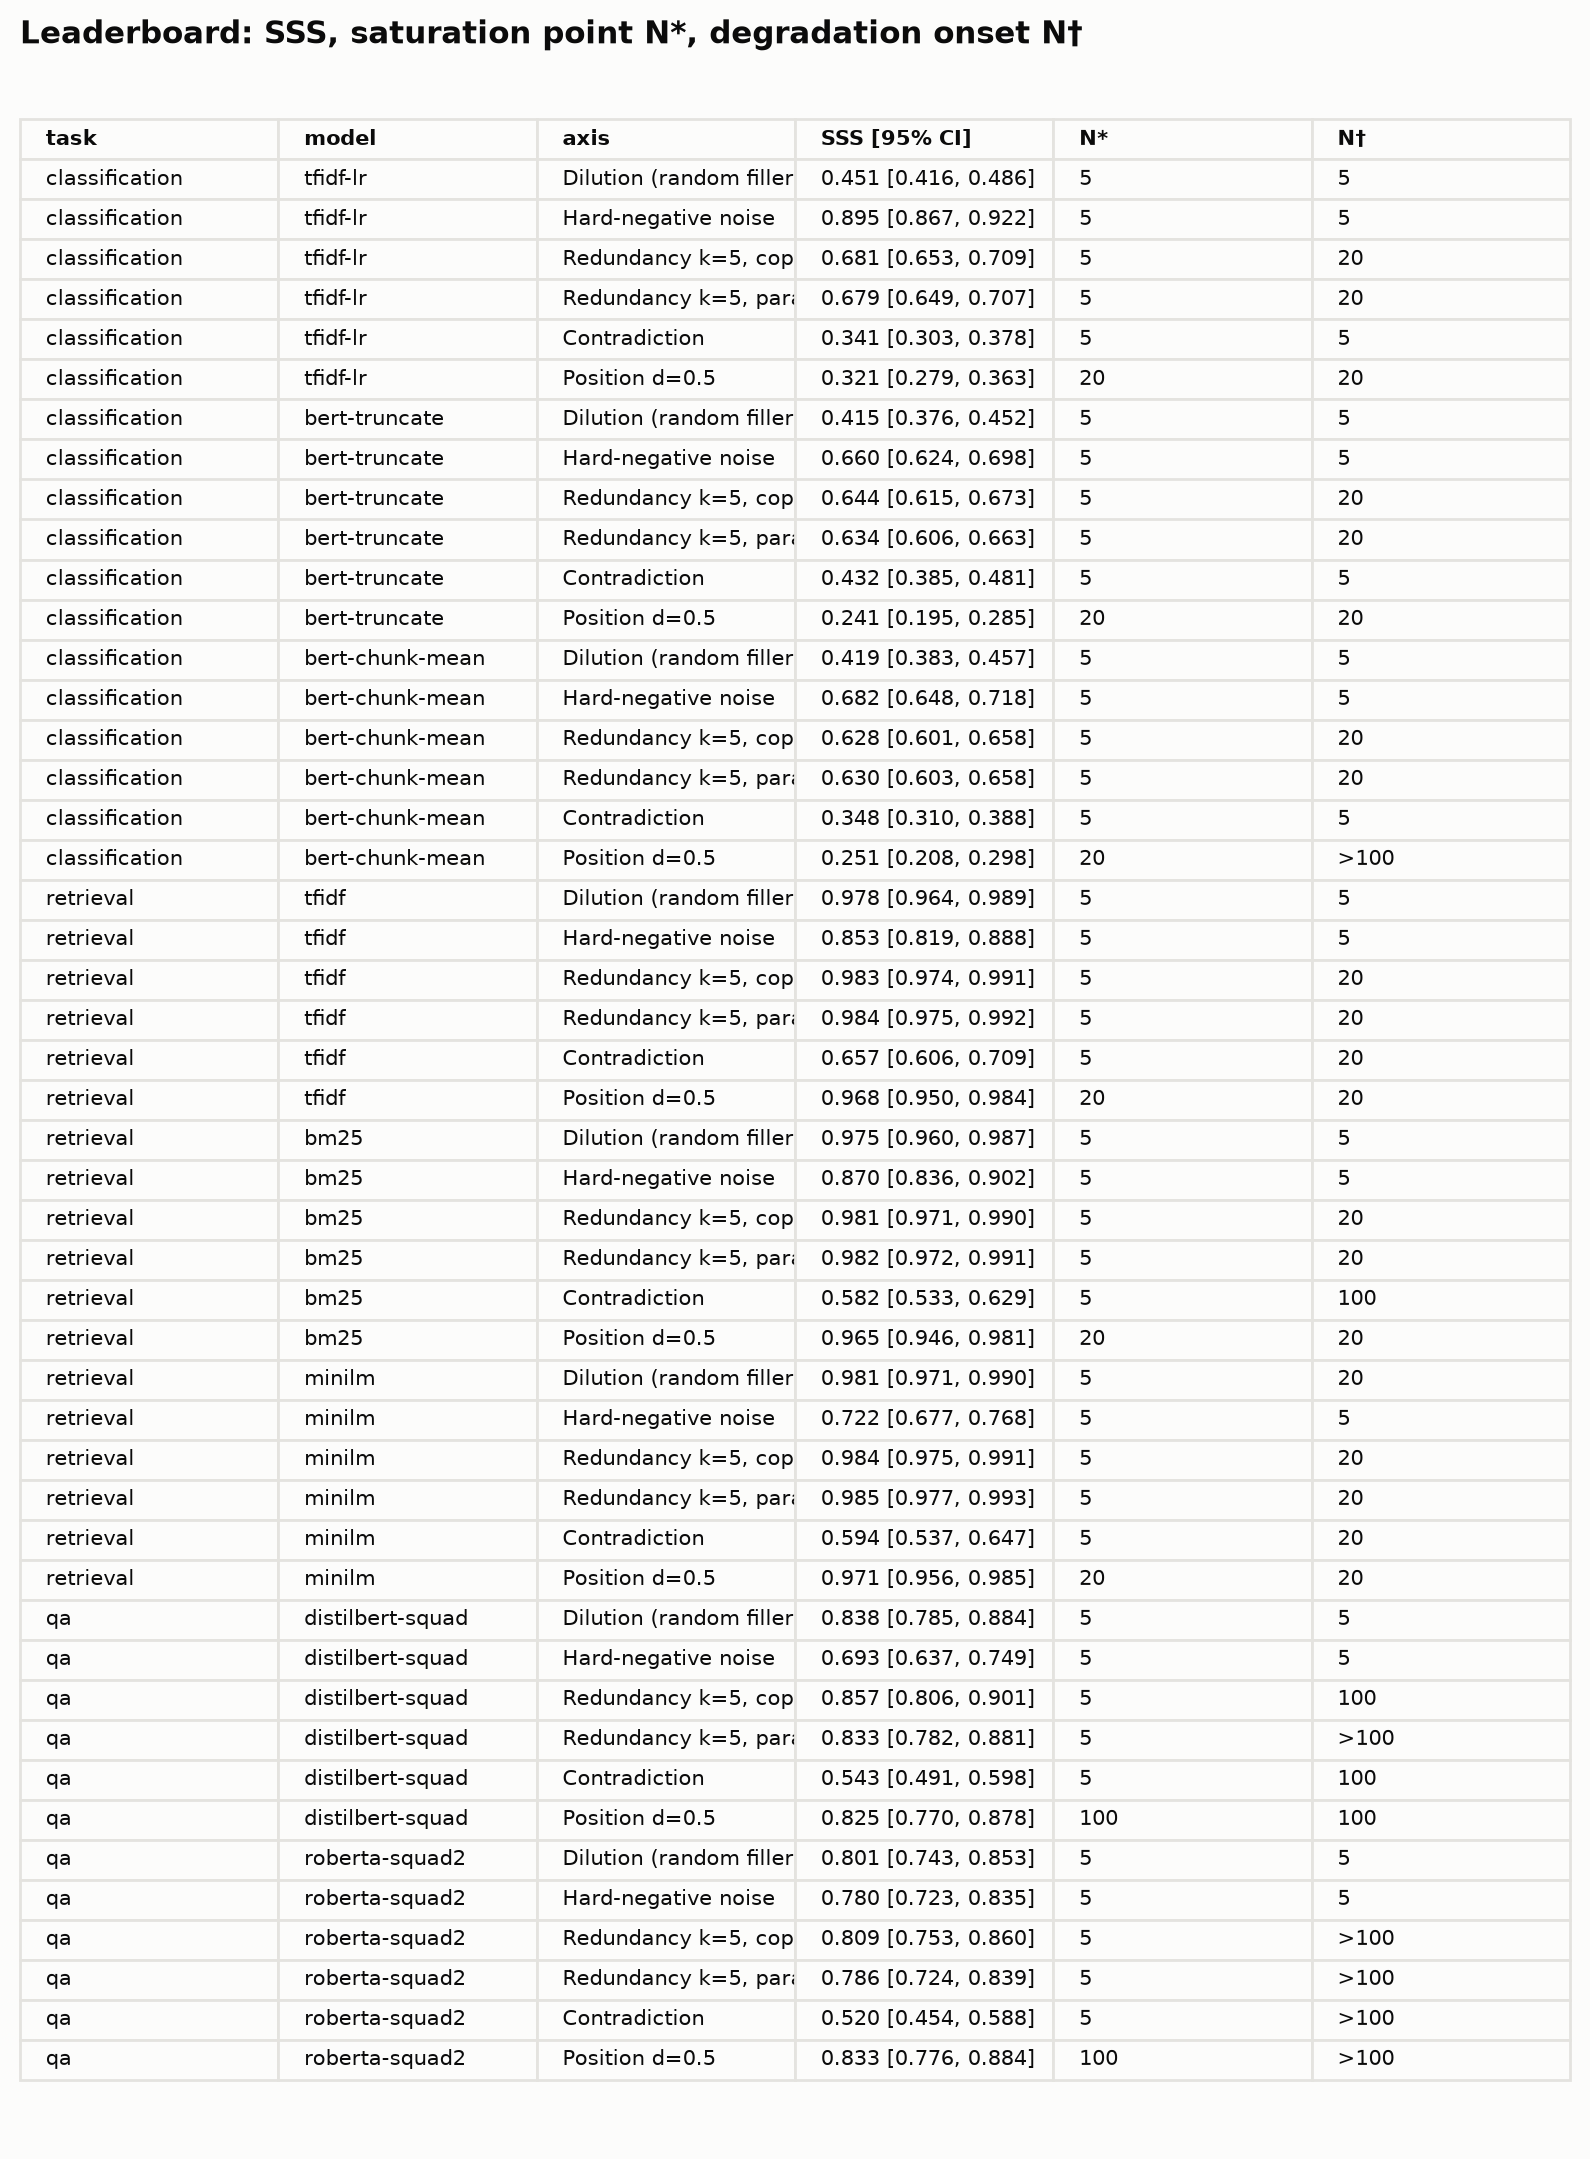 Leaderboard: SSS, saturation point N*, degradation onset N†
task model axis SSS [95% CI] N* N†
classification tfidf-lr Dilution (random filler 0.451 [0.416, 0.486] 5 5
classification tfidf-lr Hard-negative noise 0.895 [0.867, 0.922] 5 5
classification tfidf-lr Redundancy k=5, cop 0.681 [0.653, 0.709] 5 20
classification tfidf-lr Redundancy k=5, para 0.679 [0.649, 0.707] 5 20
classification tfidf-lr Contradiction 0.341 [0.303, 0.378] 5 5
classification tfidf-lr Position d=0.5 0.321 [0.279, 0.363] 20 20
classification bert-truncate Dilution (random filler 0.415 [0.376, 0.452] 5 5
classification bert-truncate Hard-negative noise 0.660 [0.624, 0.698] 5 5
classification bert-truncate Redundancy k=5, cop 0.644 [0.615, 0.673] 5 20
classification bert-truncate Redundancy k=5, para 0.634 [0.606, 0.663] 5 20
classification bert-truncate Contradiction 0.432 [0.385, 0.481] 5 5
classification bert-truncate Position d=0.5 0.241 [0.195, 0.285] 20 20
classification bert-chunk-mean Dilution (random filler 0.419 [0.383, 0.457] 5 5
classification bert-chunk-mean Hard-negative noise 0.682 [0.648, 0.718] 5 5
classification bert-chunk-mean Redundancy k=5, cop 0.628 [0.601, 0.658] 5 20
classification bert-chunk-mean Redundancy k=5, para 0.630 [0.603, 0.658] 5 20
classification bert-chunk-mean Contradiction 0.348 [0.310, 0.388] 5 5
classification bert-chunk-mean Position d=0.5 0.251 [0.208, 0.298] 20 >100
retrieval tfidf Dilution (random filler 0.978 [0.964, 0.989] 5 5
retrieval tfidf Hard-negative noise 0.853 [0.819, 0.888] 5 5
retrieval tfidf Redundancy k=5, cop 0.983 [0.974, 0.991] 5 20
retrieval tfidf Redundancy k=5, para 0.984 [0.975, 0.992] 5 20
retrieval tfidf Contradiction 0.657 [0.606, 0.709] 5 20
retrieval tfidf Position d=0.5 0.968 [0.950, 0.984] 20 20
retrieval bm25 Dilution (random filler 0.975 [0.960, 0.987] 5 5
retrieval bm25 Hard-negative noise 0.870 [0.836, 0.902] 5 5
retrieval bm25 Redundancy k=5, cop 0.981 [0.971, 0.990] 5 20
retrieval bm25 Redundancy k=5, para 0.982 [0.972, 0.991] 5 20
retrieval bm25 Contradiction 0.582 [0.533, 0.629] 5 100
retrieval bm25 Position d=0.5 0.965 [0.946, 0.981] 20 20
retrieval minilm Dilution (random filler 0.981 [0.971, 0.990] 5 20
retrieval minilm Hard-negative noise 0.722 [0.677, 0.768] 5 5
retrieval minilm Redundancy k=5, cop 0.984 [0.975, 0.991] 5 20
retrieval minilm Redundancy k=5, para 0.985 [0.977, 0.993] 5 20
retrieval minilm Contradiction 0.594 [0.537, 0.647] 5 20
retrieval minilm Position d=0.5 0.971 [0.956, 0.985] 20 20
qa distilbert-squad Dilution (random filler 0.838 [0.785, 0.884] 5 5
qa distilbert-squad Hard-negative noise 0.693 [0.637, 0.749] 5 5
qa distilbert-squad Redundancy k=5, cop 0.857 [0.806, 0.901] 5 100
qa distilbert-squad Redundancy k=5, para 0.833 [0.782, 0.881] 5 >100
qa distilbert-squad Contradiction 0.543 [0.491, 0.598] 5 100
qa distilbert-squad Position d=0.5 0.825 [0.770, 0.878] 100 100
qa roberta-squad2 Dilution (random filler 0.801 [0.743, 0.853] 5 5
qa roberta-squad2 Hard-negative noise 0.780 [0.723, 0.835] 5 5
qa roberta-squad2 Redundancy k=5, cop 0.809 [0.753, 0.860] 5 >100
qa roberta-squad2 Redundancy k=5, para 0.786 [0.724, 0.839] 5 >100
qa roberta-squad2 Contradiction 0.520 [0.454, 0.588] 5 >100
qa roberta-squad2 Position d=0.5 0.833 [0.776, 0.884] 100 >100